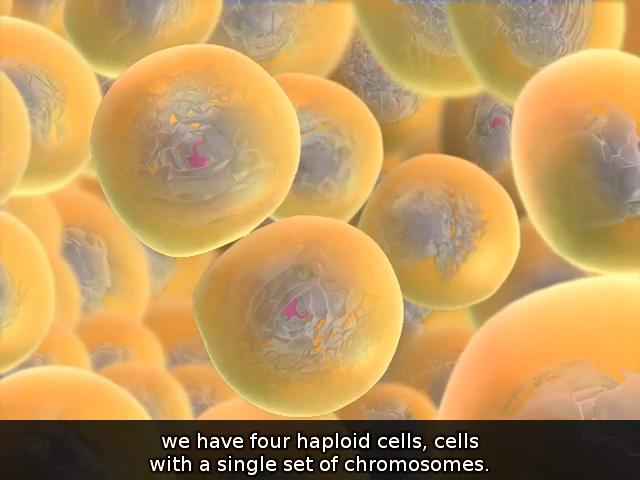 we have four haploid cells, cells
with a single set of chromosomes.